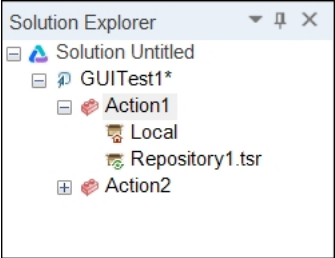 Solution Explorer
Solution Untitled
GUITest1*
Action1
Local
Repository1.tsr
Action2